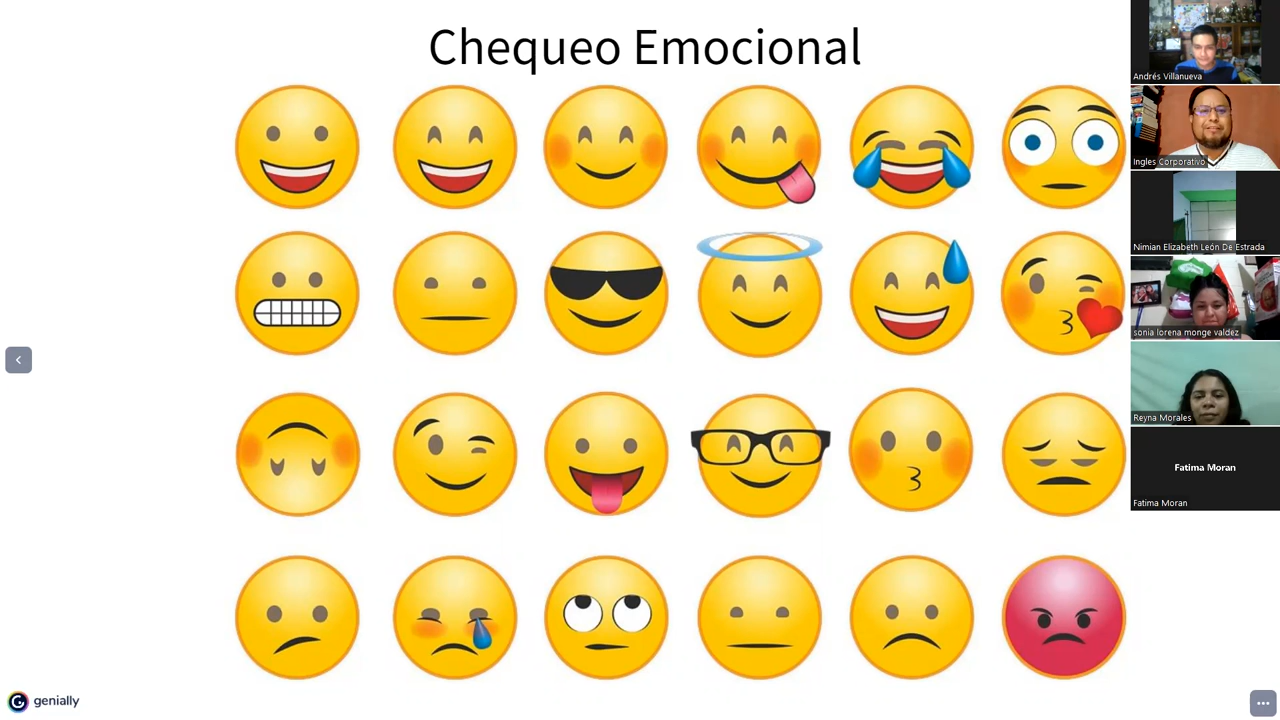 Chequeo Emocional
Andrés Villanueva
Ingles Corporativo
Nimian Elizabeth León De Estrada
sonia lorena monge valdez
Reyna Morales
Fatima Moran
Fatima Moran
genially